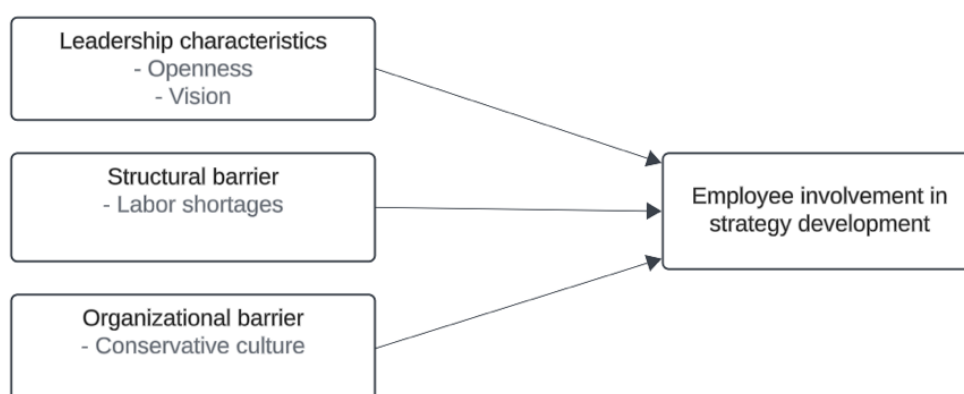 Leadership characteristics
- Openness
- Vision
Structural barrier
- Labor shortages
Organizational barrier
- Conservative culture
Employee involvement in
strategy development